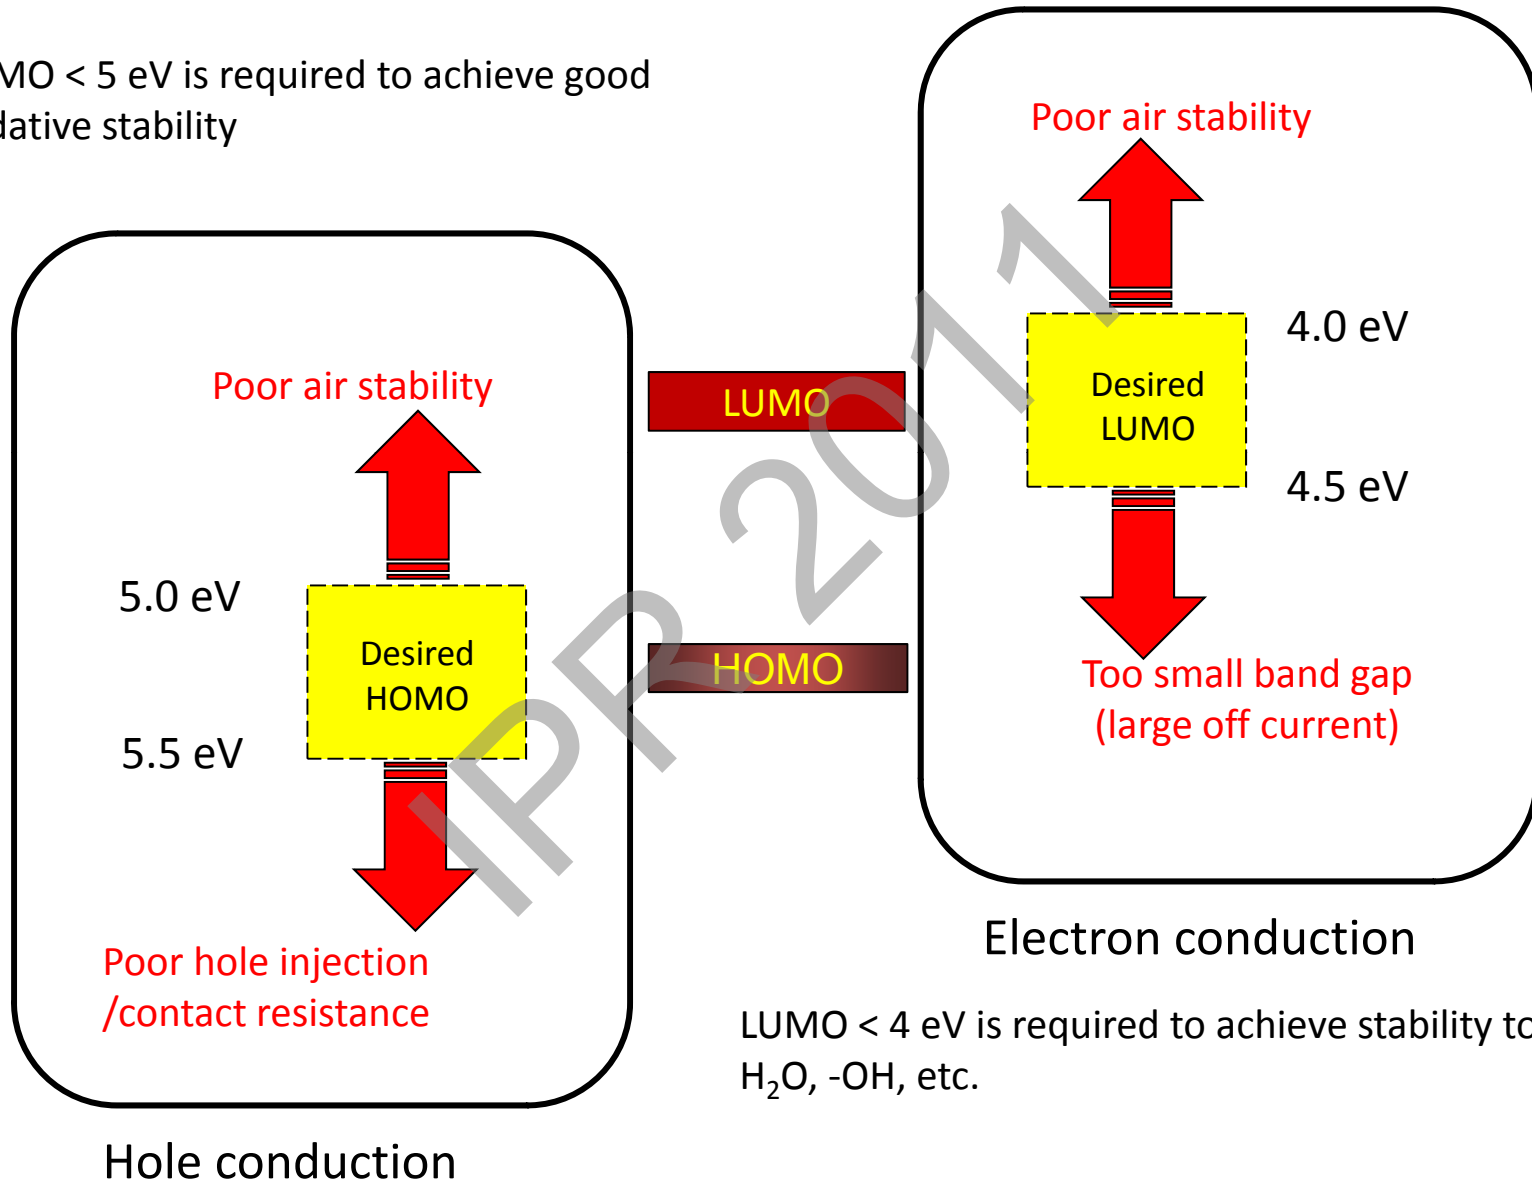 MO < 5 eV is required to achieve good
dative stability
Poor air stability
5.0 eV
Desired
HOMO
5.5 eV
Poor hole injection
/contact resistance
Hole conduction
LUMO
HOMO
Poor air stability
4.0 eV
Desired
LUMO
4.5 eV
Too small band gap
(large off current)
Electron conduction
LUMO < 4 eV is required to achieve stability to
H₂O, -OH, etc.
IPR 2011